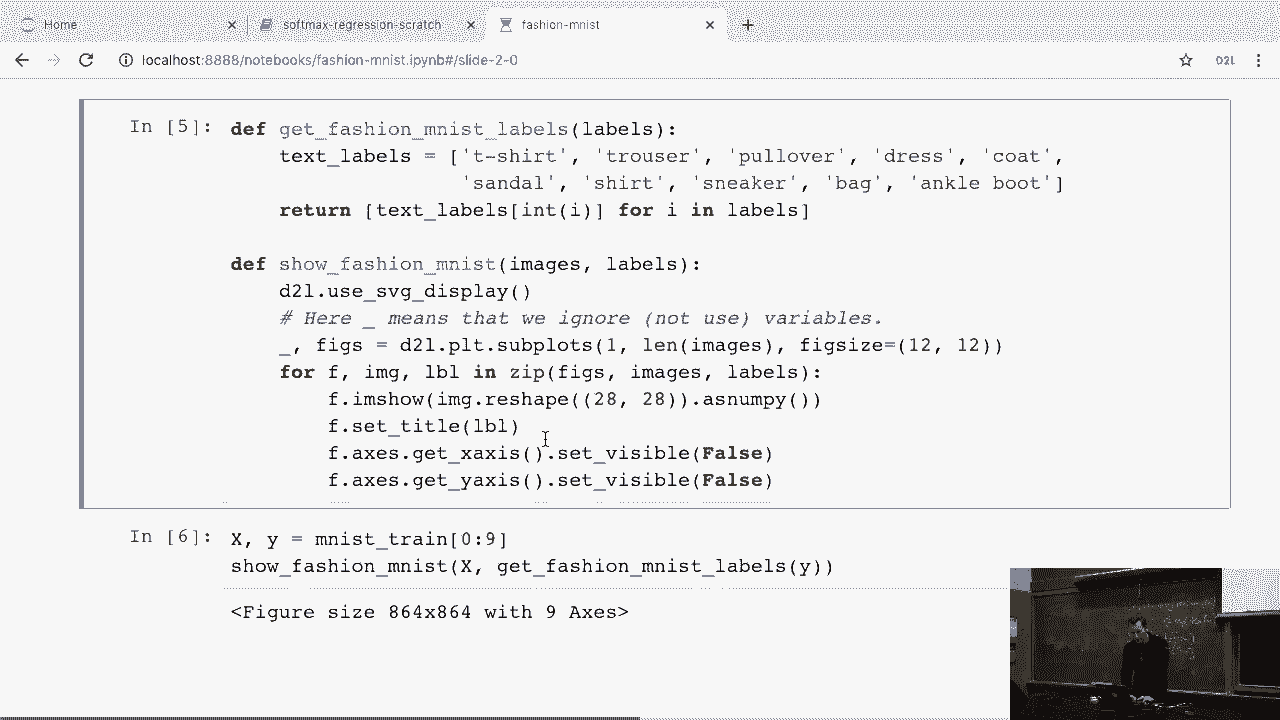 Home
softmax-regression-scratch
fashion-mnist
localhost:8888/notebooks/fashion-mnist.ipynb#/slide-2-0
D2L
In [5]: def get_fashion_mnist_labels(labels):
text_labels = ['t-shirt', 'trouser', 'pullover', 'dress', 'coat',
'sandal', 'shirt', 'sneaker', 'bag', 'ankle boot']
return [text_labels[int(i)] for i in labels]
def show_fashion_mnist(images, labels):
d2l.use_svg_display()
# Here _ means that we ignore (not use) variables.
_, figs = d2l.plt.subplots(1, len(images), figsize=(12, 12))
for f, img, lbl in zip(figs, images, labels):
f.imshow(img.reshape((28, 28)).asnumpy())
f.set_title(lbl)
f.axes.get_xaxis().set_visible(False)
f.axes.get_yaxis().set_visible(False)
In [6]: X, y = mnist_train[0:9]
show_fashion_mnist(X, get_fashion_mnist_labels(y))
<Figure size 864x864 with 9 Axes>